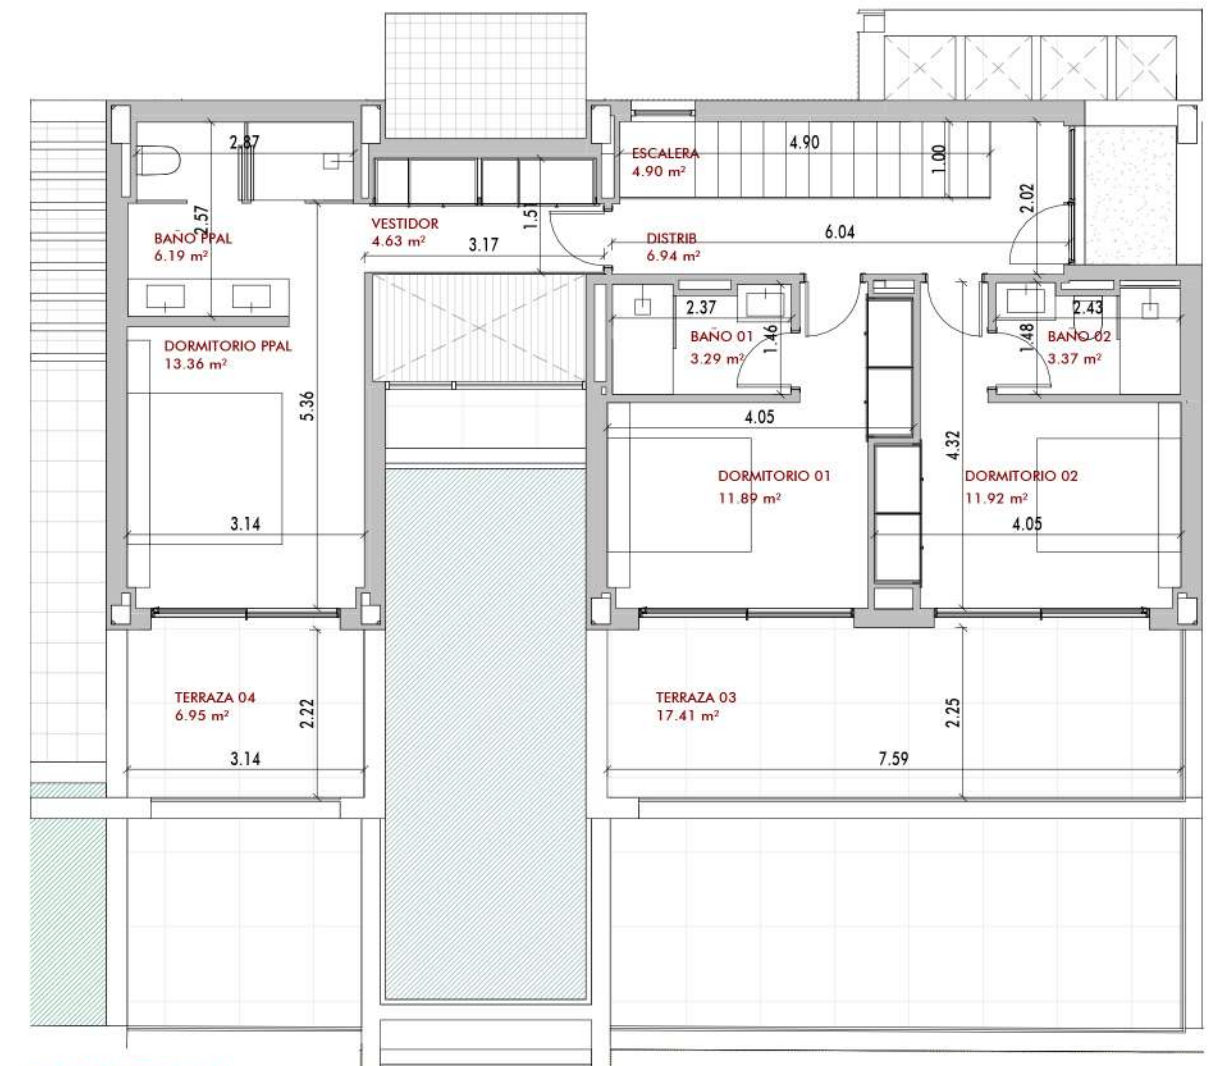 2.87
ESCALERA
4.90 m²
4.90
1.00
2.02
2.57
BAÑO PPAL
6.19 m²
VESTIDOR
4.63 m²
3.17
1.51
DISTRIB
6.94 m²
6.04
DORMITORIO PPAL
13.36 m²
5.36
3.14
2.37
BAÑO 01
3.29 m²
1.46
2.43
BAÑO 02
3.37 m²
1.48
4.05
4.32
DORMITORIO 01
11.89 m²
DORMITORIO 02
11.92 m²
4.05
TERRAZA 04
6.95 m²
2.22
3.14
TERRAZA 03
17.41 m²
2.25
7.59